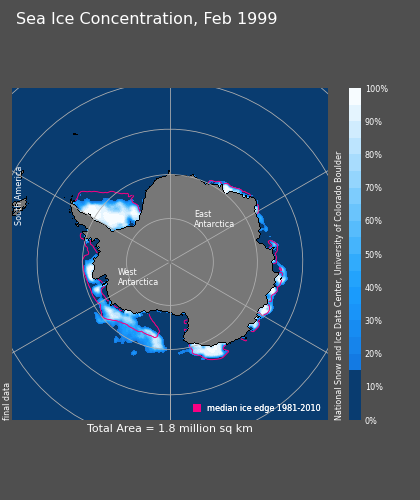 Sea Ice Concentration, Feb 1999
South America
East
Antarctica
West
Antarctica
median ice edge 1981-2010
final data
Total Area = 1.8 million sq km
100%
90%
80%
70%
60%
50%
40%
30%
20%
10%
0%
National Snow and Ice Data Center, University of Colorado Boulder